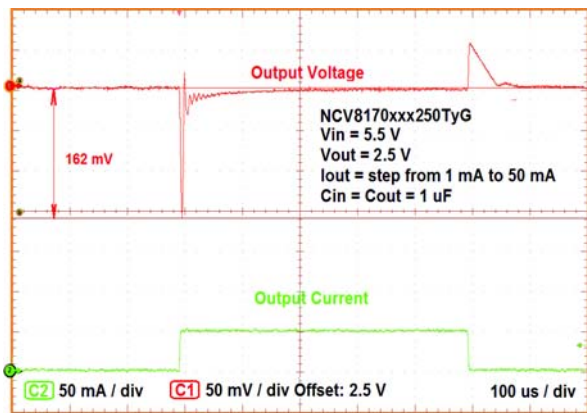 Output Voltage
162 mV
NCV8170xxx250TyG
Vin = 5.5 V
Vout = 2.5 V
Iout = step from 1 mA to 50 mA
Cin = Cout = 1 uF
Output Current
2
C2 50 mA / div C1 50 mV / div Offset: 2.5 V 100 us / div